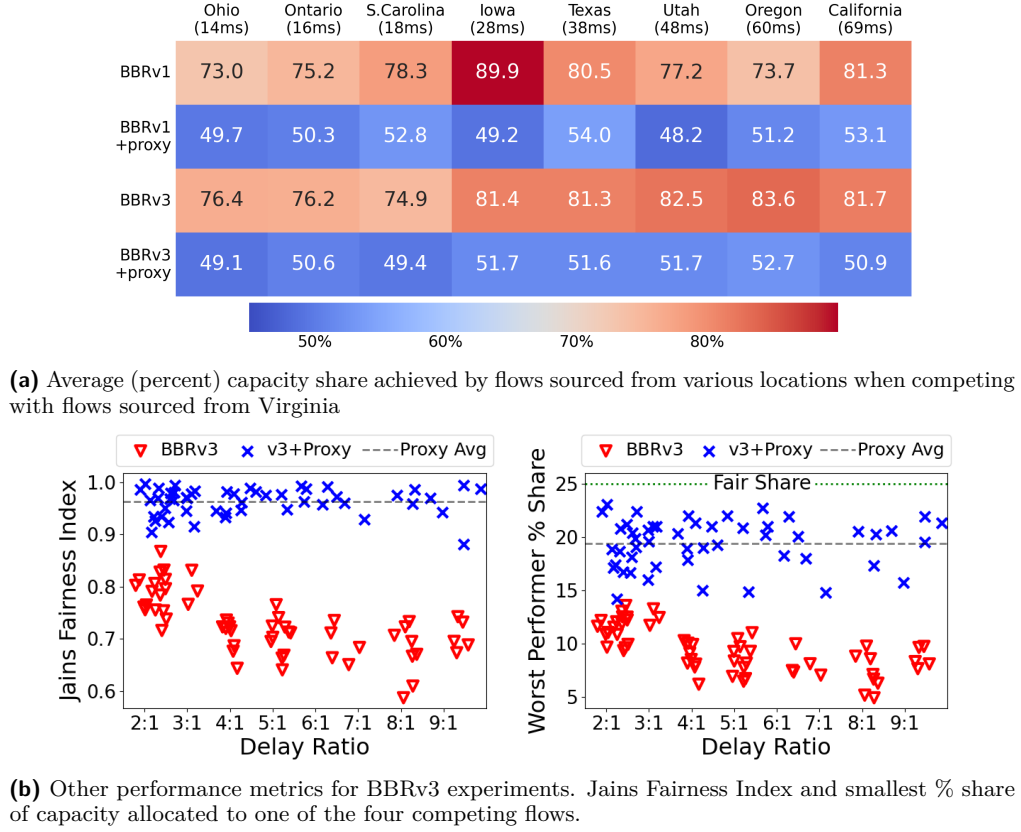 Ohio Ontario S.Carolina Iowa Texas Utah Oregon California
(14ms) (16ms) (18ms) (28ms) (38ms) (48ms) (60ms) (69ms)
BBRv1 73.0 75.2 78.3 89.9 80.5 77.2 73.7 81.3
BBRv1
+proxy 49.7 50.3 52.8 49.2 54.0 48.2 51.2 53.1
BBRv3 76.4 76.2 74.9 81.4 81.3 82.5 83.6 81.7
BBRv3
+proxy 49.1 50.6 49.4 51.7 51.6 51.7 52.7 50.9
50% 60% 70% 80%
(a) Average (percent) capacity share achieved by flows sourced from various locations when competing
with flows sourced from Virginia
BBRv3 v3+Proxy Proxy Avg
Jains Fairness Index
1.0
0.9
0.8
0.7
0.6
2:1 3:1 4:1 5:1 6:1 7:1 8:1 9:1
Delay Ratio
BBRv3 v3+Proxy Proxy Avg
Worst Performer % Share
Fair Share
25
20
15
10
5
2:1 3:1 4:1 5:1 6:1 7:1 8:1 9:1
Delay Ratio
(b) Other performance metrics for BBRv3 experiments. Jains Fairness Index and smallest % share
of capacity allocated to one of the four competing flows.